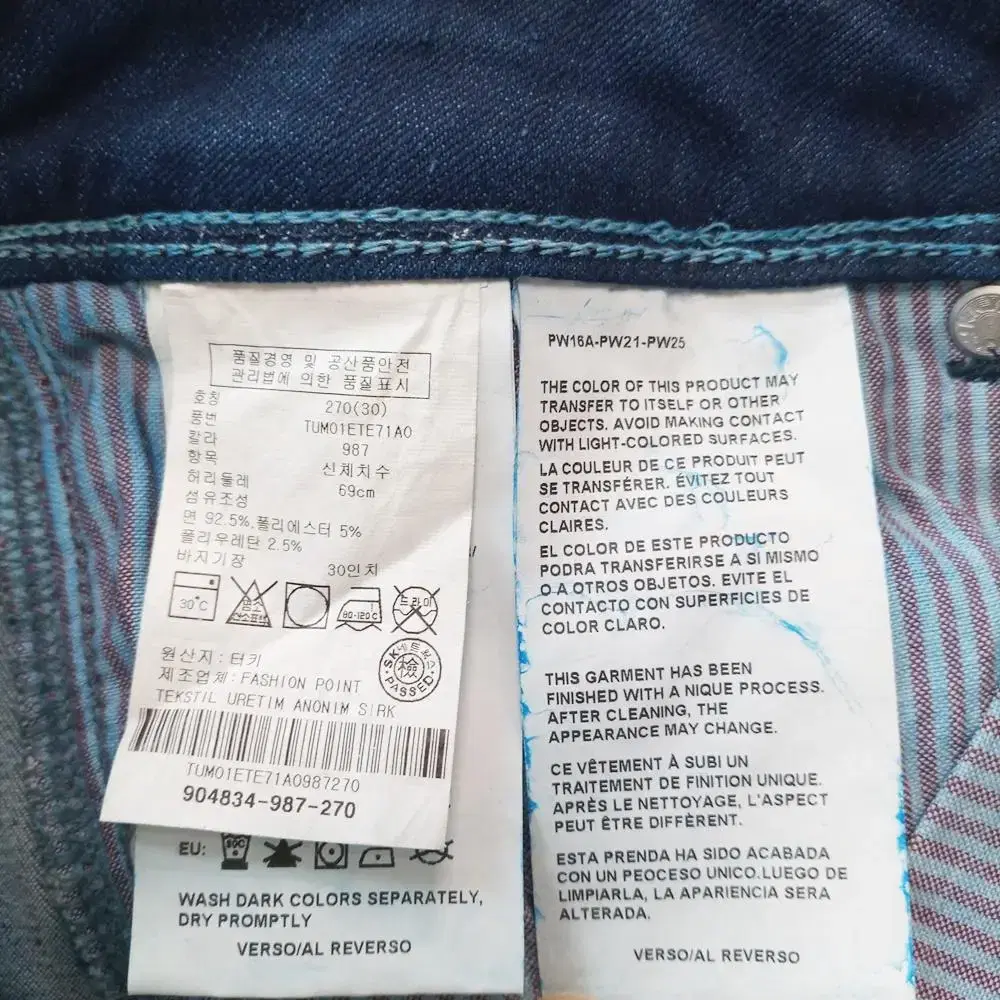 품질경영 및 공산품안전
관리법에 의한 품질표시
호칭 270(30)
품번 TUM01ETE71A0
칼라 987
항목 신체치수
허리둘레 69cm
섬유조성
면 92.5%.폴리에스터 5%
폴리우레탄 2.5%
바지기장 30인치
30°C
염소
산소표백
80-120°C
드라이
원산지 : 터키
제조업체 : FASHION POINT
TEKSTIL URETIM ANONIM SIRK
檢
PASSED
TUM01ETE71A0987270
904834-987-270
EU:
WASH DARK COLORS SEPARATELY,
DRY PROMPTLY
VERSO/AL REVERSO
PW16A-PW21-PW25
THE COLOR OF THIS PRODUCT MAY
TRANSFER TO ITSELF OR OTHER
OBJECTS. AVOID MAKING CONTACT
WITH LIGHT-COLORED SURFACES.
LA COULEUR DE CE PRODUIT PEUT
SE TRANSFÉRER. ÉVITEZ TOUT
CONTACT AVEC DES COULEURS
CLAIRES.
EL COLOR DE ESTE PRODUCTO
PODRA TRANSFERIRSE A SI MISMO
O A OTROS OBJETOS. EVITE EL
CONTACTO CON SUPERFICIES DE
COLOR CLARO.
THIS GARMENT HAS BEEN
FINISHED WITH A NIQUE PROCESS.
AFTER CLEANING, THE
APPEARANCE MAY CHANGE.
CE VÊTEMENT À SUBI UN
TRAITEMENT DE FINITION UNIQUE.
APRÈS LE NETTOYAGE, L'ASPECT
PEUT ÊTRE DIFFÈRENT.
ESTA PRENDA HA SIDO ACABADA
CON UN PEOCESO UNICO.LUEGO DE
LIMPIARLA, LA APARIENCIA SERA
ALTERADA.
VERSO/AL REVERSO